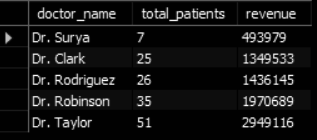 doctor_name total_patients revenue
Dr. Surya 7 493979
Dr. Clark 25 1349533
Dr. Rodriguez 26 1436145
Dr. Robinson 35 1970689
Dr. Taylor 51 2949116